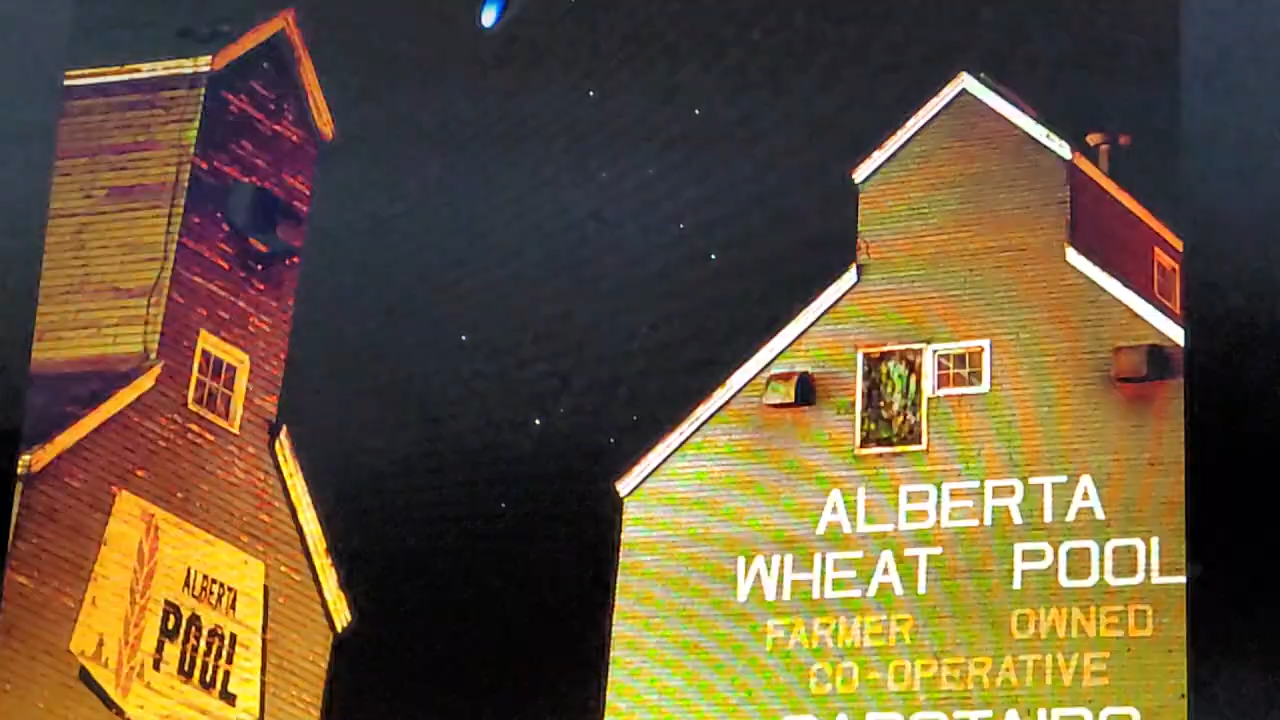 ALBERTA
POOL
ALBERTA
WHEAT POOL
FARMER OWNED
CO-OPERATIVE